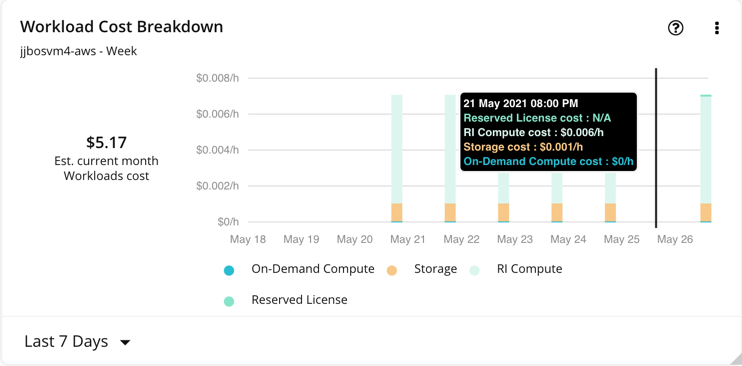 Workload Cost Breakdown
jjbosvm4-aws - Week
$5.17
Est. current month
Workloads cost
$0.008/h
$0.006/h
$0.004/h
$0.002/h
$0/h
21 May 2021 08:00 PM
Reserved License cost : N/A
RI Compute cost : $0.006/h
Storage cost : $0.001/h
On-Demand Compute cost : $0/h
May 18 May 19 May 20 May 21 May 22 May 23 May 24 May 25 May 26
On-Demand Compute Storage RI Compute
Reserved License
Last 7 Days